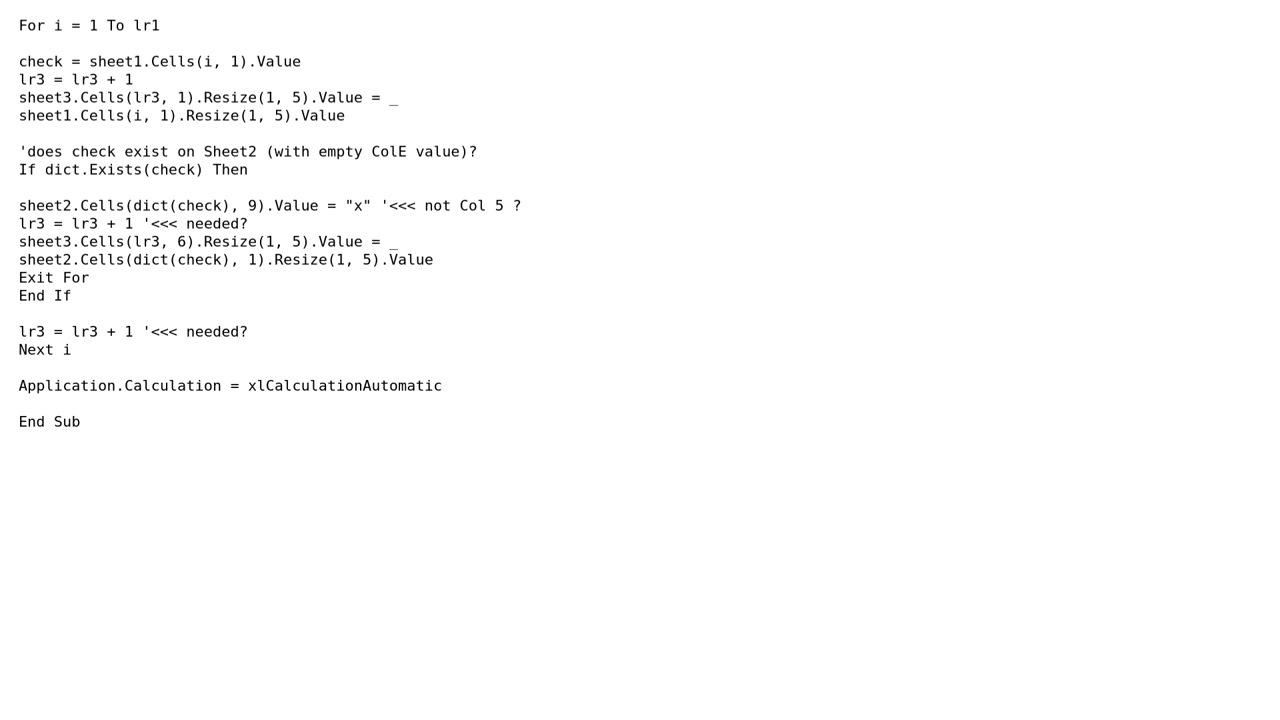 For i = 1 To lr1
check = sheet1.Cells(i, 1).Value
lr3 = lr3 + 1
sheet3.Cells(lr3, 1).Resize(1, 5).Value = _
sheet1.Cells(i, 1).Resize(1, 5).Value
'does check exist on Sheet2 (with empty ColE value)?
If dict.Exists(check) Then
sheet2.Cells(dict(check), 9).Value = "x" '<<< not Col 5 ?
lr3 = lr3 + 1 '<<< needed?
sheet3.Cells(lr3, 6).Resize(1, 5).Value = _
sheet2.Cells(dict(check), 1).Resize(1, 5).Value
Exit For
End If
lr3 = lr3 + 1 '<<< needed?
Next i
Application.Calculation = xlCalculationAutomatic
End Sub